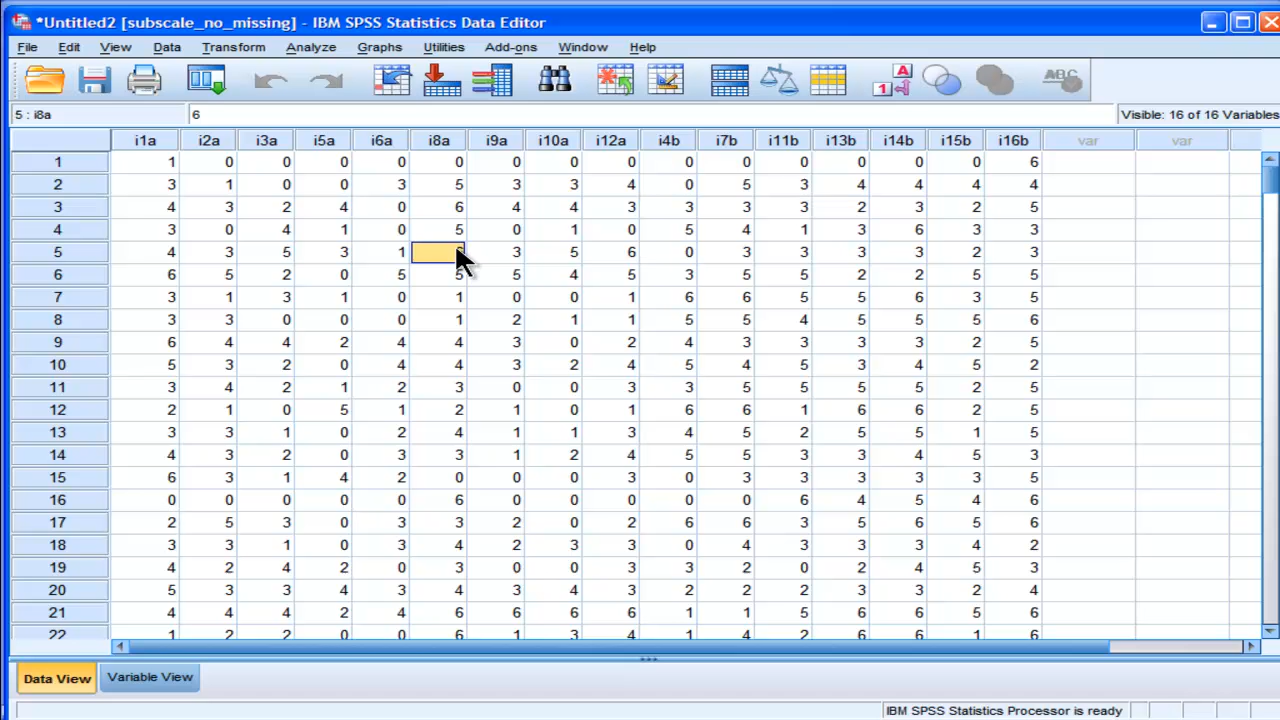 *Untitled2 [subscale_no_missing] - IBM SPSS Statistics Data Editor
File Edit View Data Transform Analyze Graphs Utilities Add-ons Window Help
A
1
ABC
5 : i8a 6 Visible: 16 of 16 Variables
i1a i2a i3a i5a i6a i8a i9a i10a i12a i4b i7b i11b i13b i14b i15b i16b var var
1 1 0 0 0 0 0 0 0 0 0 0 0 0 0 0 6
2 3 1 0 0 3 5 3 3 4 0 5 3 4 4 4 4
3 4 3 2 4 0 6 4 4 3 3 3 3 2 3 2 5
4 3 0 4 1 0 5 0 1 0 5 4 1 3 6 3 3
5 4 3 5 3 1 3 5 6 0 3 3 3 3 2 3
6 6 5 2 0 5 5 5 4 5 3 5 5 2 2 5 5
7 3 1 3 1 0 1 0 0 1 6 6 5 5 6 3 5
8 3 3 0 0 0 1 2 1 1 5 5 4 5 5 5 6
9 6 4 4 2 4 4 3 0 2 4 3 3 3 3 2 5
10 5 3 2 0 4 4 3 2 4 5 4 5 3 4 5 2
11 3 4 2 1 2 3 0 0 3 3 5 5 5 5 2 5
12 2 1 0 5 1 2 1 0 1 6 6 1 6 6 2 5
13 3 3 1 0 2 4 1 1 3 4 5 2 5 5 1 5
14 4 3 2 0 3 3 1 2 4 5 5 3 3 4 5 3
15 6 3 1 4 2 0 0 0 3 0 3 3 3 3 3 5
16 0 0 0 0 0 6 0 0 0 0 0 6 4 5 4 6
17 2 5 3 0 3 3 2 0 2 6 6 3 5 6 5 6
18 3 3 1 0 3 4 2 3 3 0 4 3 3 3 4 2
19 4 2 4 2 0 3 0 0 3 3 2 0 2 4 5 3
20 5 3 3 4 3 4 3 4 3 2 2 2 3 3 2 4
21 4 4 4 2 4 6 6 6 6 1 1 5 6 6 5 6
22 1 2 2 0 0 6 1 3 4 1 4 2 6 6 1 6
Data View Variable View
IBM SPSS Statistics Processor is ready